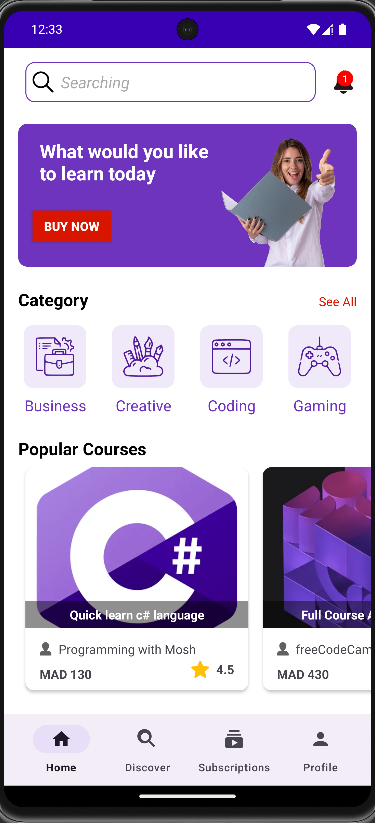 12:33
Searching
1
What would you like
to learn today
BUY NOW
Category
See All
Business
Creative
Coding
Gaming
Popular Courses
C#
Quick learn c# language
Full Course A
Programming with Mosh
freeCodeCam
MAD 130
4.5
MAD 430
Home
Discover
Subscriptions
Profile